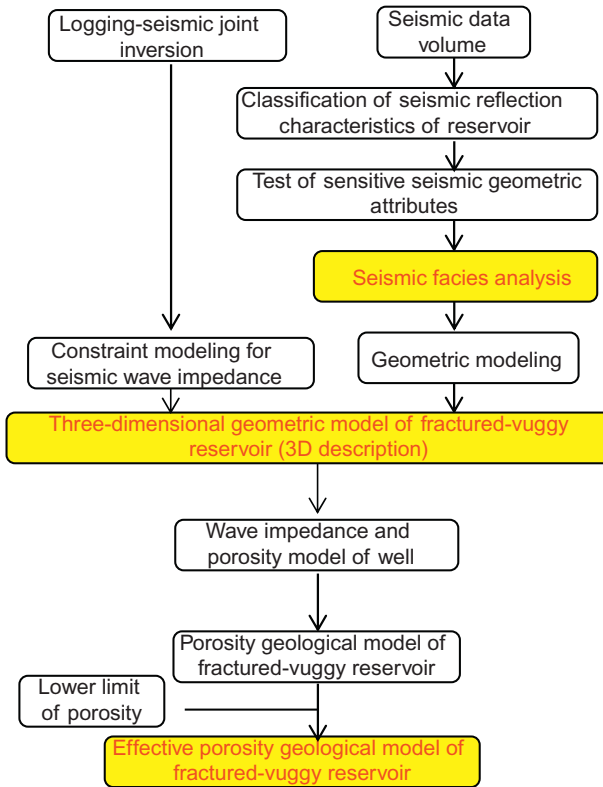 Logging-seismic joint
inversion
Seismic data
volume
Classification of seismic reflection
characteristics of reservoir
Test of sensitive seismic geometric
attributes
Seismic facies analysis
Constraint modeling for
seismic wave impedance
Geometric modeling
Three-dimensional geometric model of fractured-vuggy
reservoir (3D description)
Wave impedance and
porosity model of well
Porosity geological model of
fractured-vuggy reservoir
Lower limit
of porosity
Effective porosity geological model of
fractured-vuggy reservoir